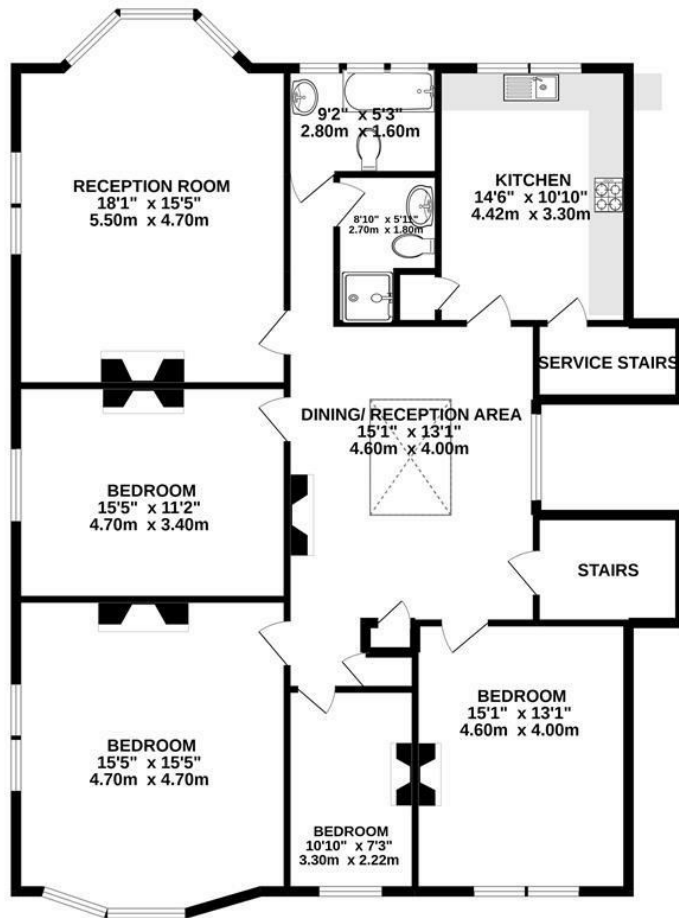 9'2" x 5'3"
2.80m x 1.60m
RECEPTION ROOM
18'1" x 15'5"
5.50m x 4.70m
KITCHEN
14'6" x 10'10"
4.42m x 3.30m
8'10" x 5'11"
2.70m x 1.80m
SERVICE STAIRS
DINING/ RECEPTION AREA
15'1" x 13'1"
4.60m x 4.00m
BEDROOM
15'5" x 11'2"
4.70m x 3.40m
STAIRS
BEDROOM
15'1" x 13'1"
4.60m x 4.00m
BEDROOM
15'5" x 15'5"
4.70m x 4.70m
BEDROOM
10'10" x 7'3"
3.30m x 2.22m